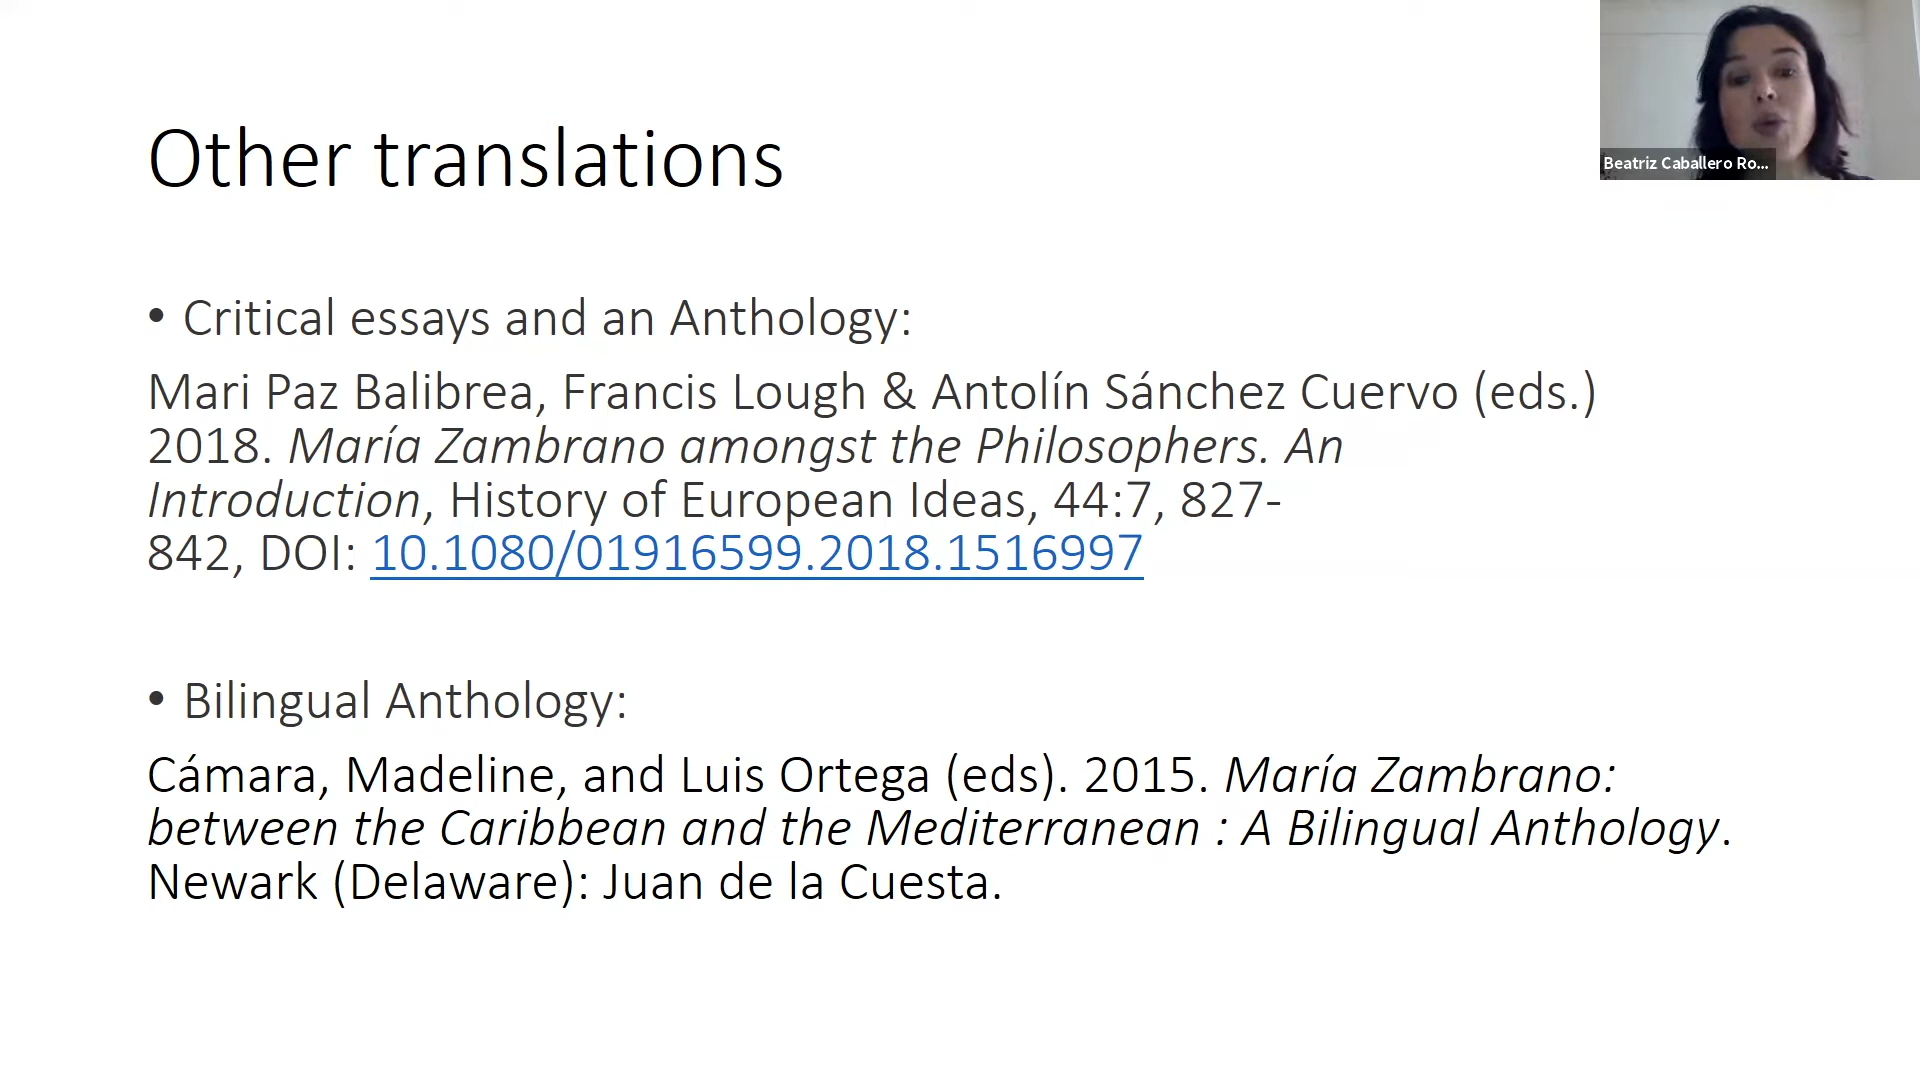 Other translations
Beatriz Caballero Ro...
• Critical essays and an Anthology:
Mari Paz Balibrea, Francis Lough & Antolín Sánchez Cuervo (eds.)
2018. María Zambrano amongst the Philosophers. An
Introduction, History of European Ideas, 44:7, 827-
842, DOI: 10.1080/01916599.2018.1516997
• Bilingual Anthology:
Cámara, Madeline, and Luis Ortega (eds). 2015. María Zambrano:
between the Caribbean and the Mediterranean : A Bilingual Anthology.
Newark (Delaware): Juan de la Cuesta.